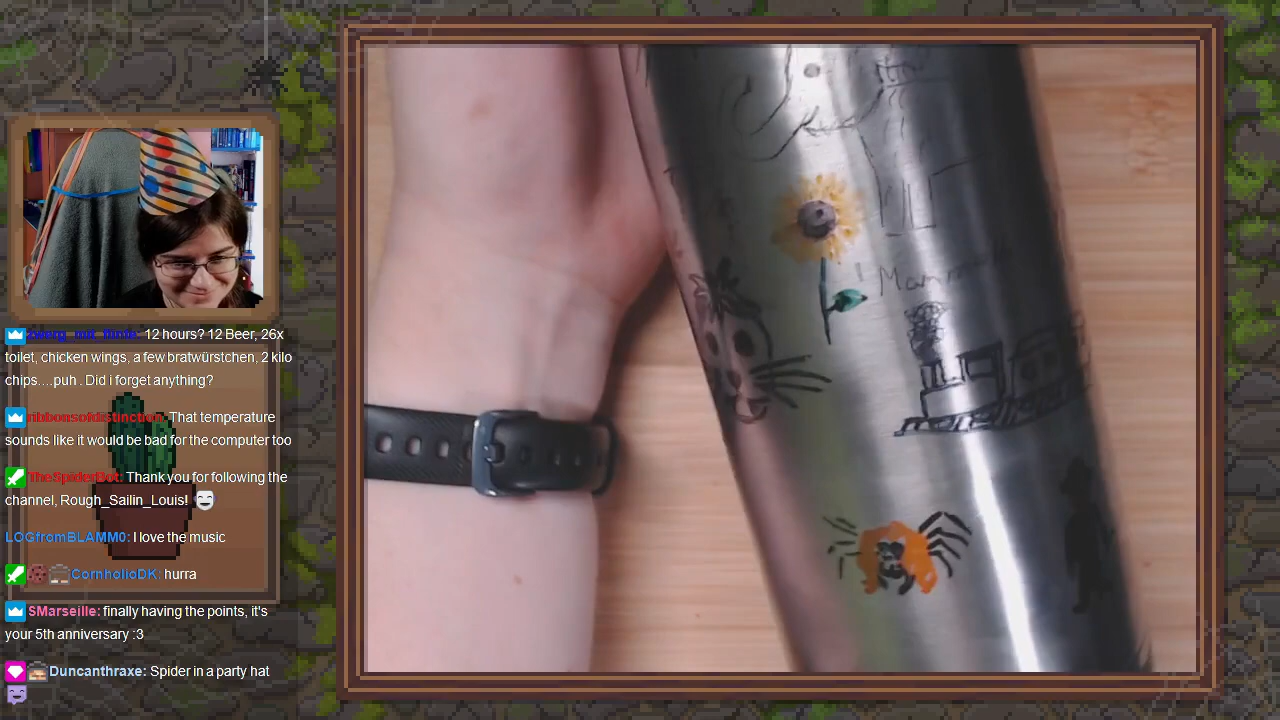 12 hours? 12 Beer, 26x
toilet, chicken wings, a few bratwürstchen, 2 kilo
chips....puh . Did i forget anything?
ribbonsofdistinction: That temperature
sounds like it would be bad for the computer too
TheSpiderBot: Thank you for following the
channel, Rough_Sailin_Louis!
LOGfromBLAMM0: I love the music
CornholioDK: hurra
SMarseille: finally having the points, it's
your 5th anniversary :3
Duncanthraxe: Spider in a party hat